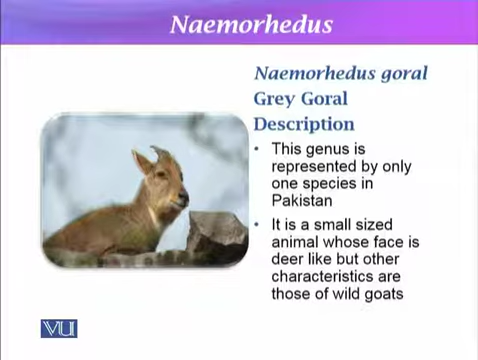 Naemorhedus
Naemorhedus goral
Grey Goral
Description
• This genus is
represented by only
one species in
Pakistan
• It is a small sized
animal whose face is
deer like but other
characteristics are
those of wild goats
VU